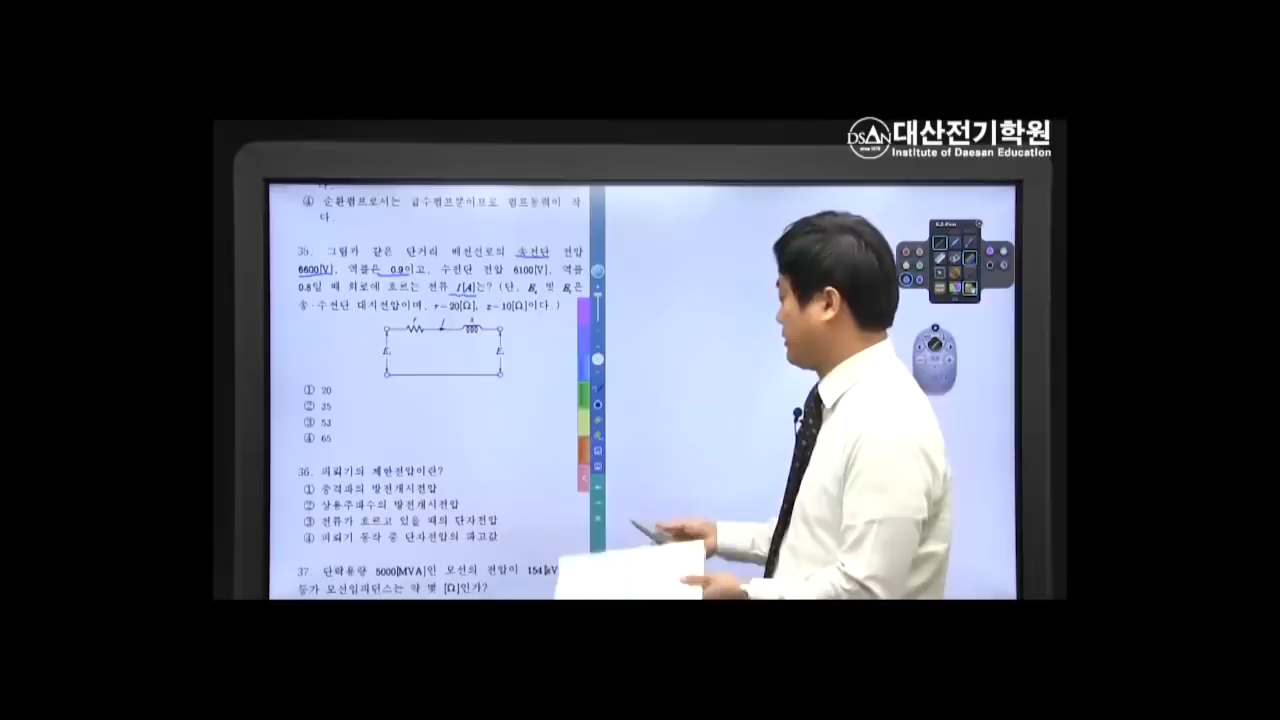 DSAN
since 1978
대산전기학원
Institute of Daesan Education
다.
④ 순환펌프로서는 급수펌프뿐이므로 펌프동력이 작
다.
35. 그림과 같은 단거리 배전선로의 송전단 전압
6600[V], 역률은 0.9이고, 수전단 전압 6100[V], 역률
0.8일 때 회로에 흐르는 전류 I[A]는? (단, Es 및 Er은
송·수전단 대지전압이며, r=20[Ω], x=10[Ω]이다.)
r I x
Es Er
① 20
② 35
③ 53
④ 65
36. 피뢰기의 제한전압이란?
① 충격파의 방전개시전압
② 상용주파수의 방전개시전압
③ 전류가 흐르고 있을 때의 단자전압
④ 피뢰기 동작 중 단자전압의 파고값
37. 단락용량 5000[MVA]인 모선의 전압이 154[kV
등가 모선임피던스는 약 몇 [Ω]인가?